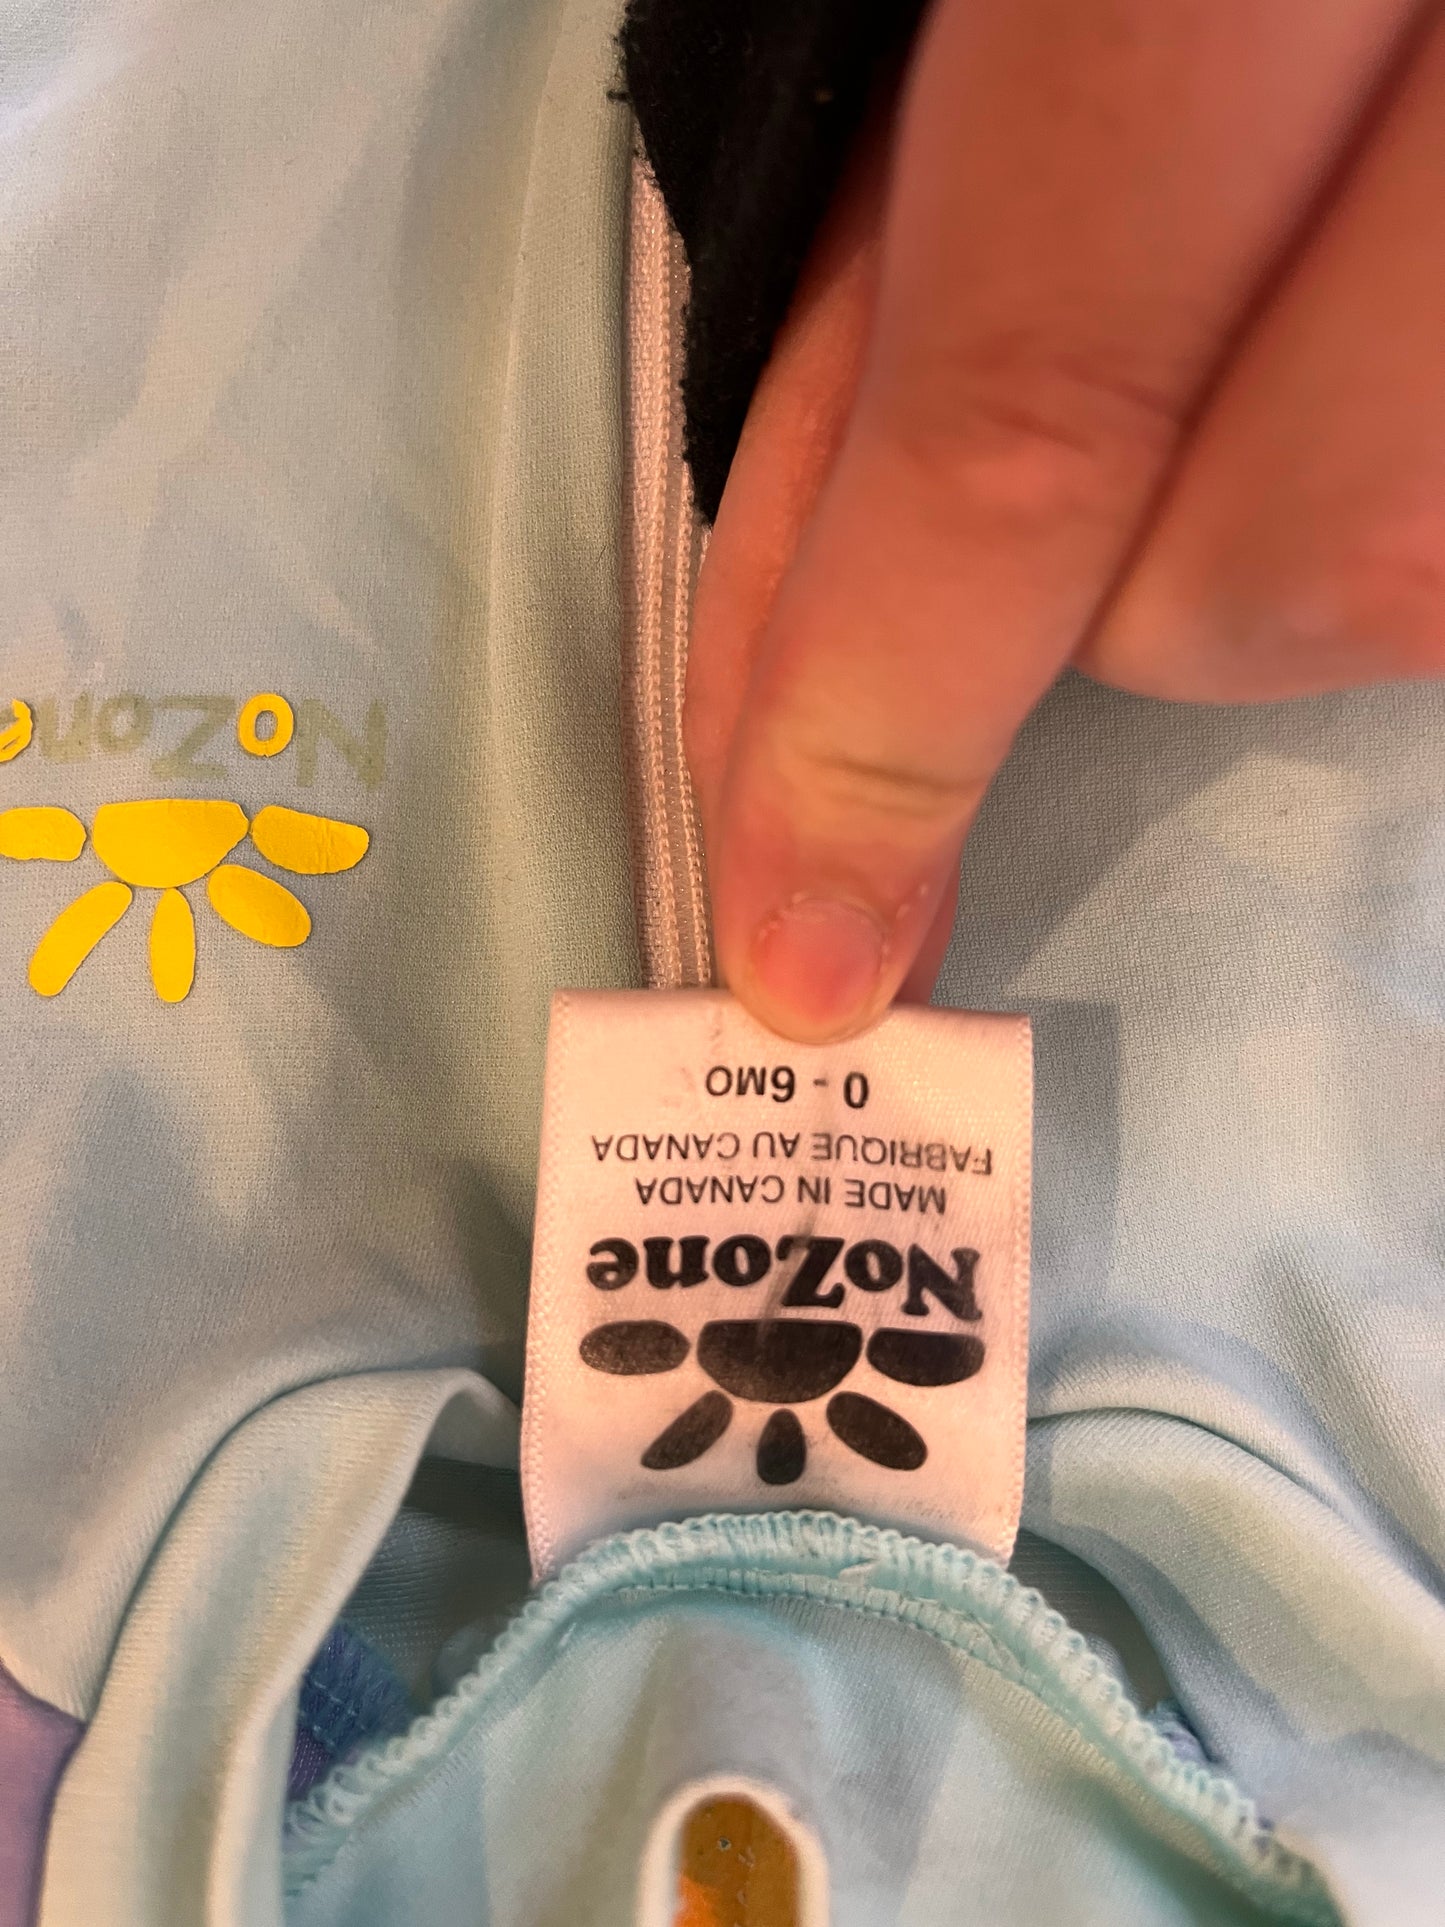 NoZone
NoZone
MADE IN CANADA
FABRIQUE AU CANADA
0 - 6MO